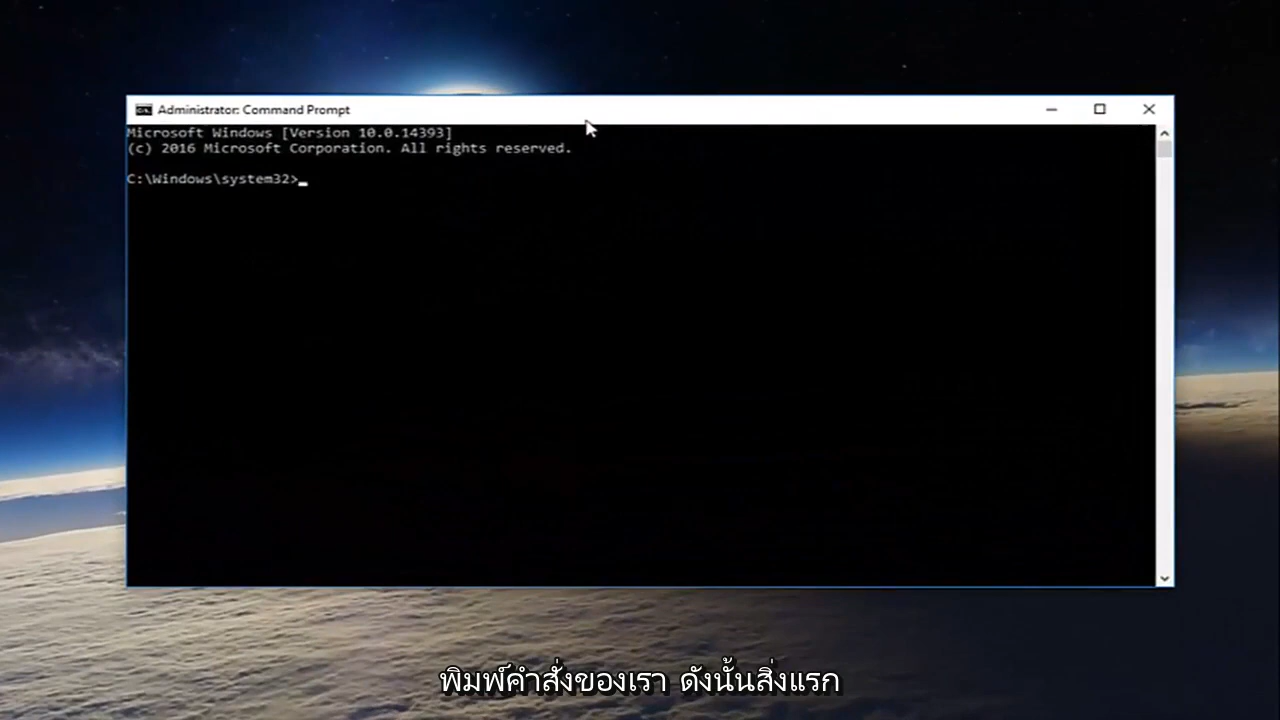 Administrator: Command Prompt
Microsoft Windows [Version 10.0.14393]
(c) 2016 Microsoft Corporation. All rights reserved.
C:\Windows\system32>
พิมพ์คำสั่งของเรา ดังนั้นสิ่งแรก